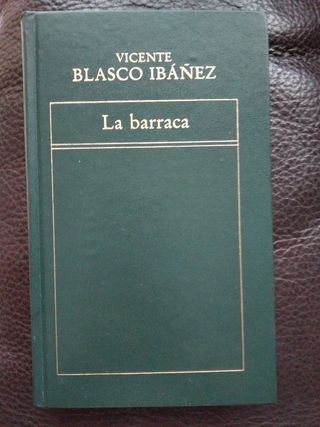 VICENTE
BLASCO IBÁÑEZ
La barraca